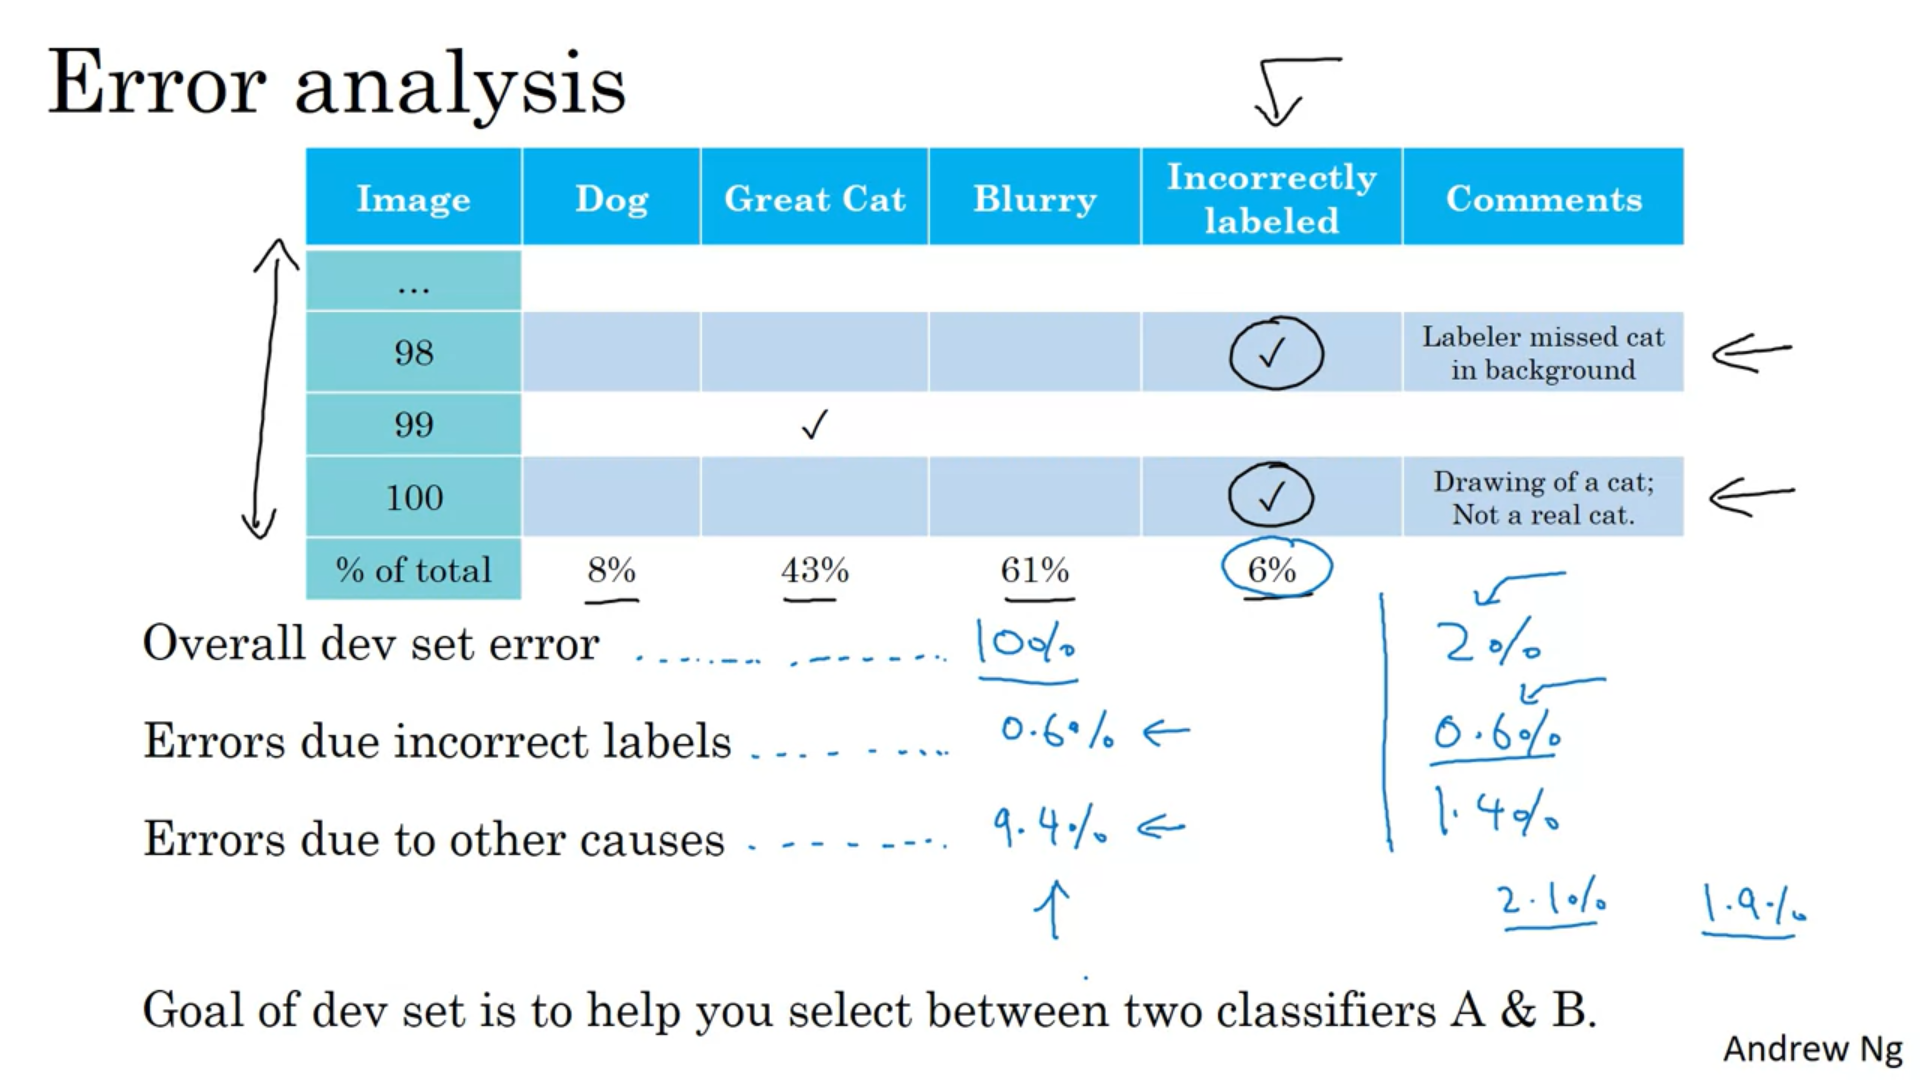 Error analysis
Image Dog Great Cat Blurry Incorrectly labeled Comments
...
98 ✓ Labeler missed cat in background
99 ✓
100 ✓ Drawing of a cat; Not a real cat.
% of total 8% 43% 61% 6%
Overall dev set error 10% 2%
Errors due incorrect labels 0.6% 0.6%
Errors due to other causes 9.4% 1.4%
2.1% 1.9%
Goal of dev set is to help you select between two classifiers A & B.
Andrew Ng